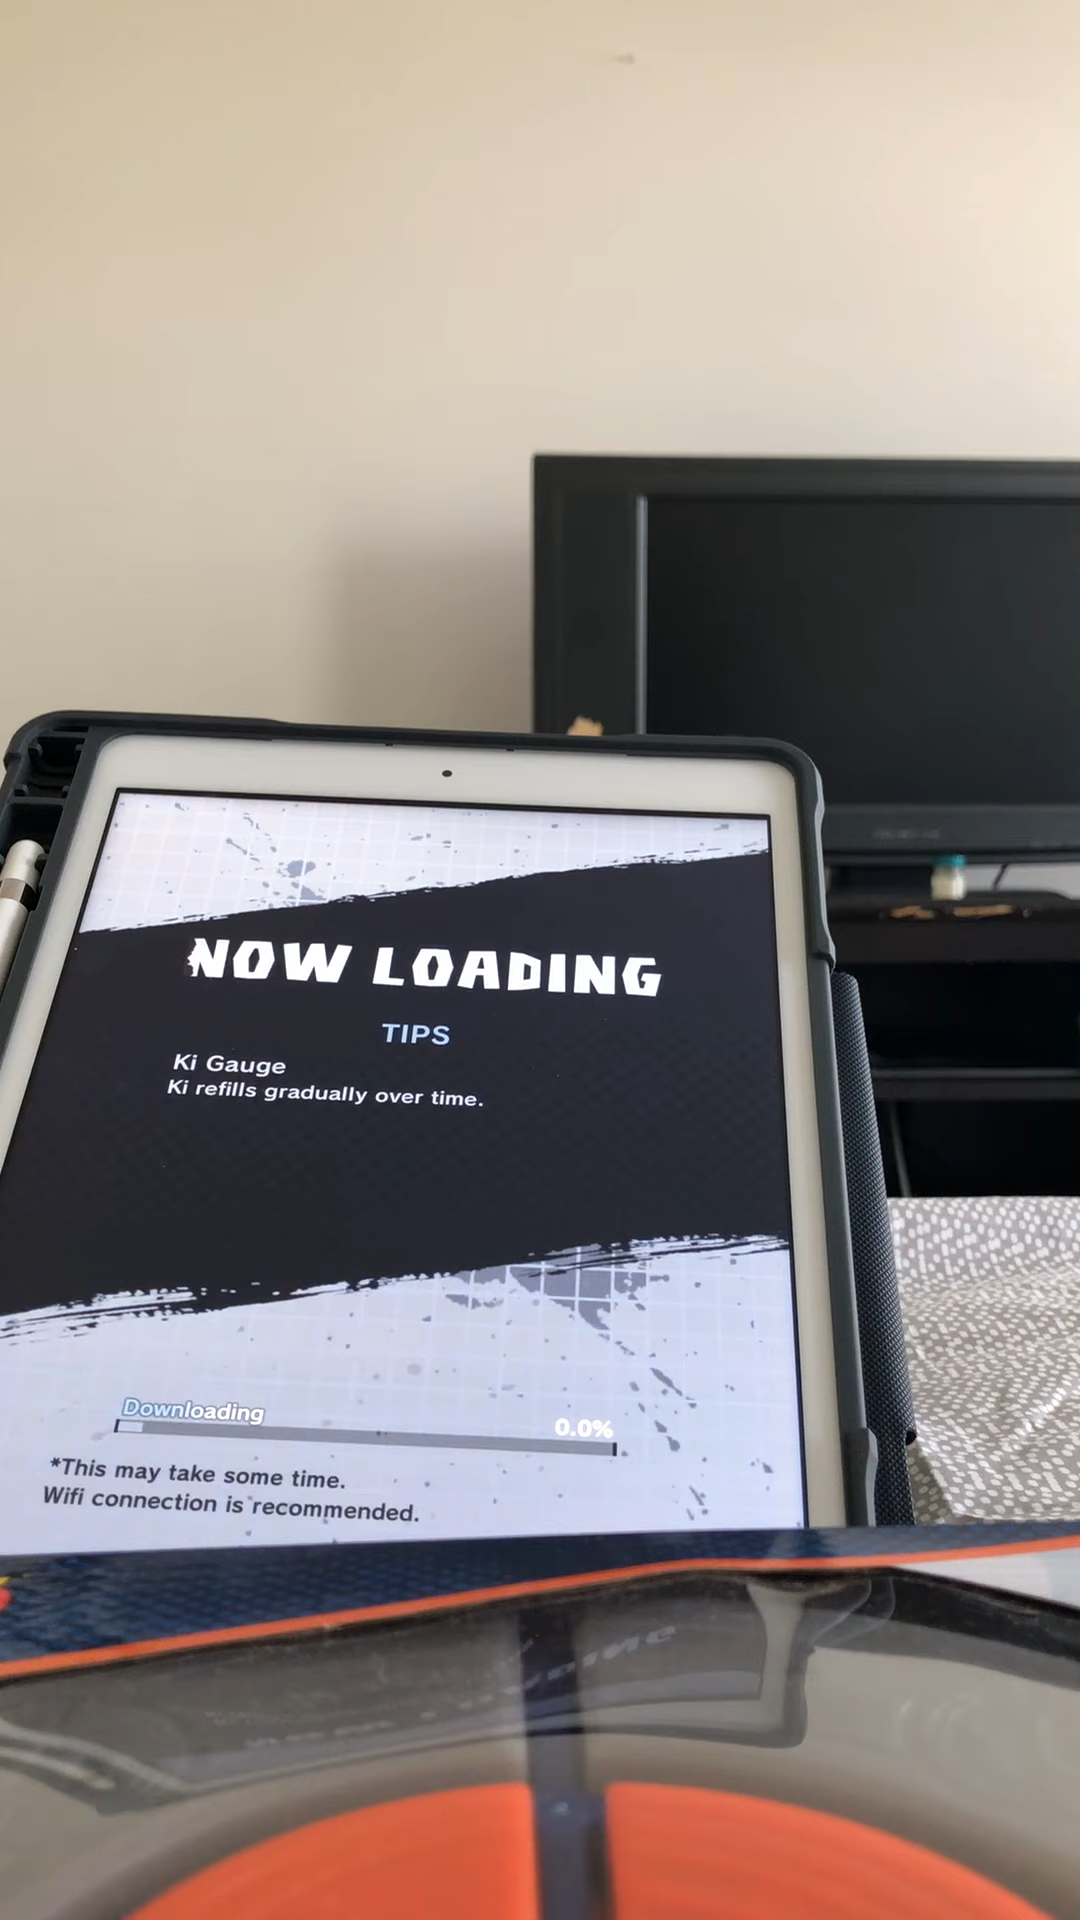 NOW LOADING
TIPS
Ki Gauge
Ki refills gradually over time.
Downloading
0.0%
*This may take some time.
Wifi connection is recommended.